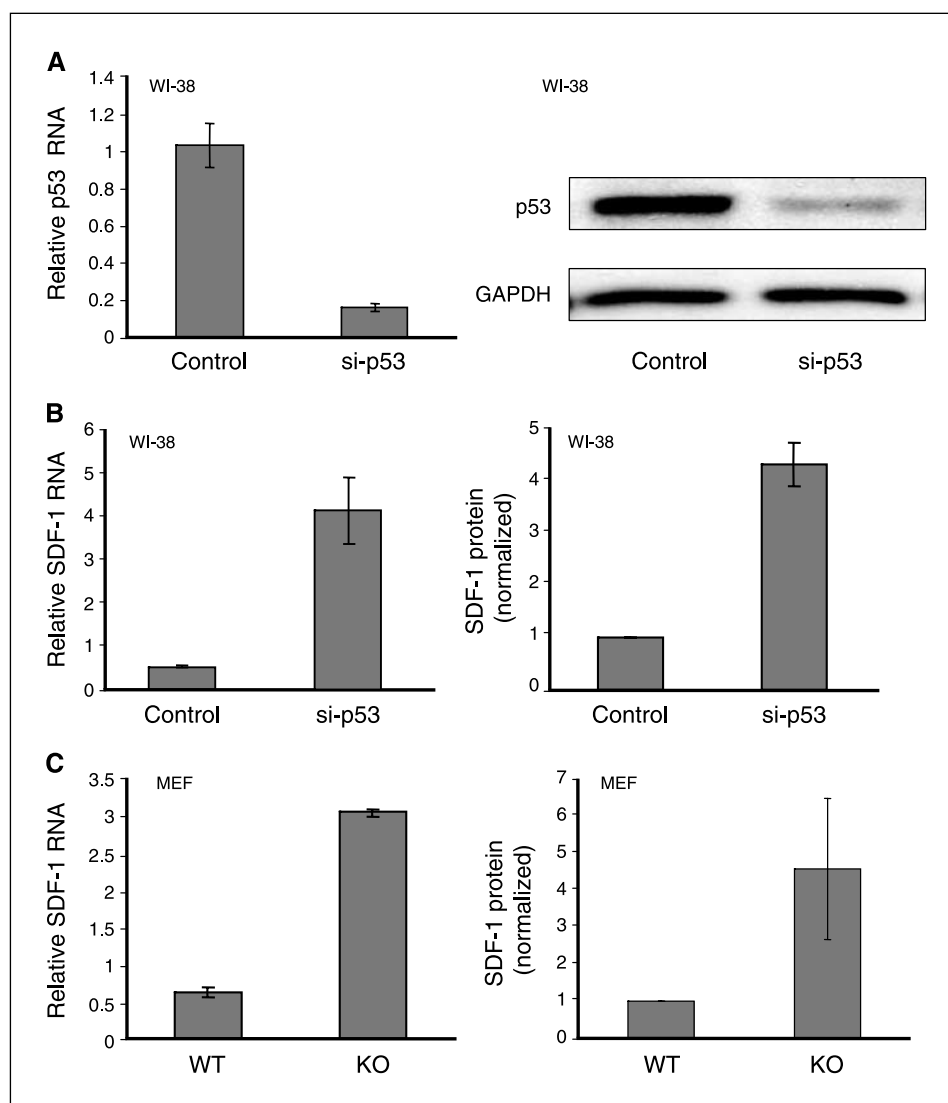 A
WI-38
Relative p53 RNA
1.4
1.2
1
0.8
0.6
0.4
0.2
0
Control si-p53
WI-38
p53
GAPDH
Control si-p53
B
WI-38
Relative SDF-1 RNA
6
5
4
3
2
1
0
Control si-p53
WI-38
SDF-1 protein
(normalized)
5
4
3
2
1
0
Control si-p53
C
MEF
Relative SDF-1 RNA
3.5
3
2.5
2
1.5
1
0.5
0
WT KO
MEF
SDF-1 protein
(normalized)
7
6
5
4
3
2
1
0
WT KO